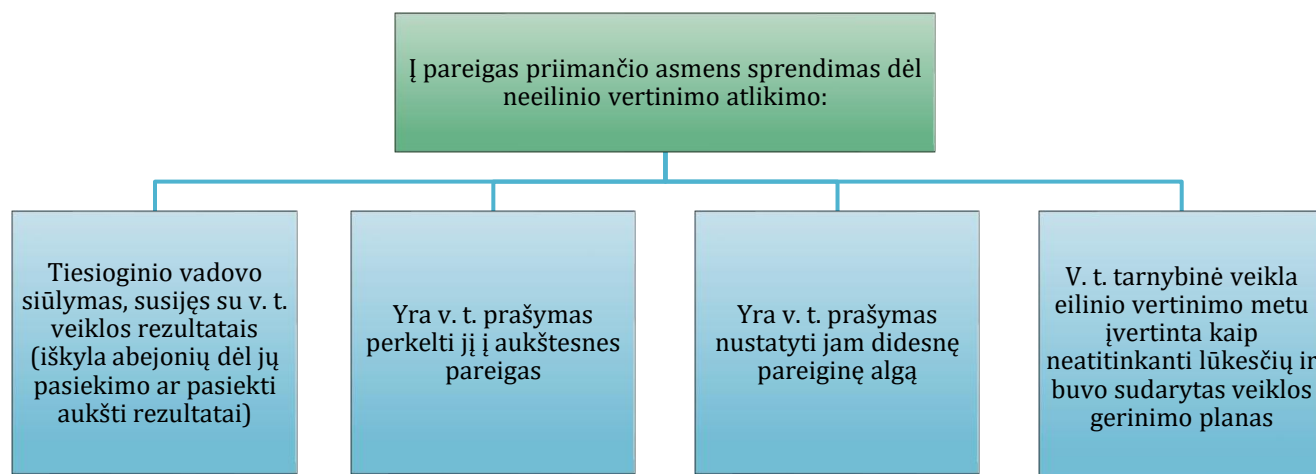 Į pareigas priimančio asmens sprendimas dėl
neeilinio vertinimo atlikimo:
Tiesioginio vadovo
siūlymas, susijęs su v. t.
veiklos rezultatais
(iškyla abejonių dėl jų
pasiekimo ar pasiekti
aukšti rezultatai)
Yra v. t. prašymas
perkelti jį į aukštesnes
pareigas
Yra v. t. prašymas
nustatyti jam didesnę
pareiginę algą
V. t. tarnybinė veikla
eilinio vertinimo metu
įvertinta kaip
neatitinkanti lūkesčių ir
buvo sudarytas veiklos
gerinimo planas